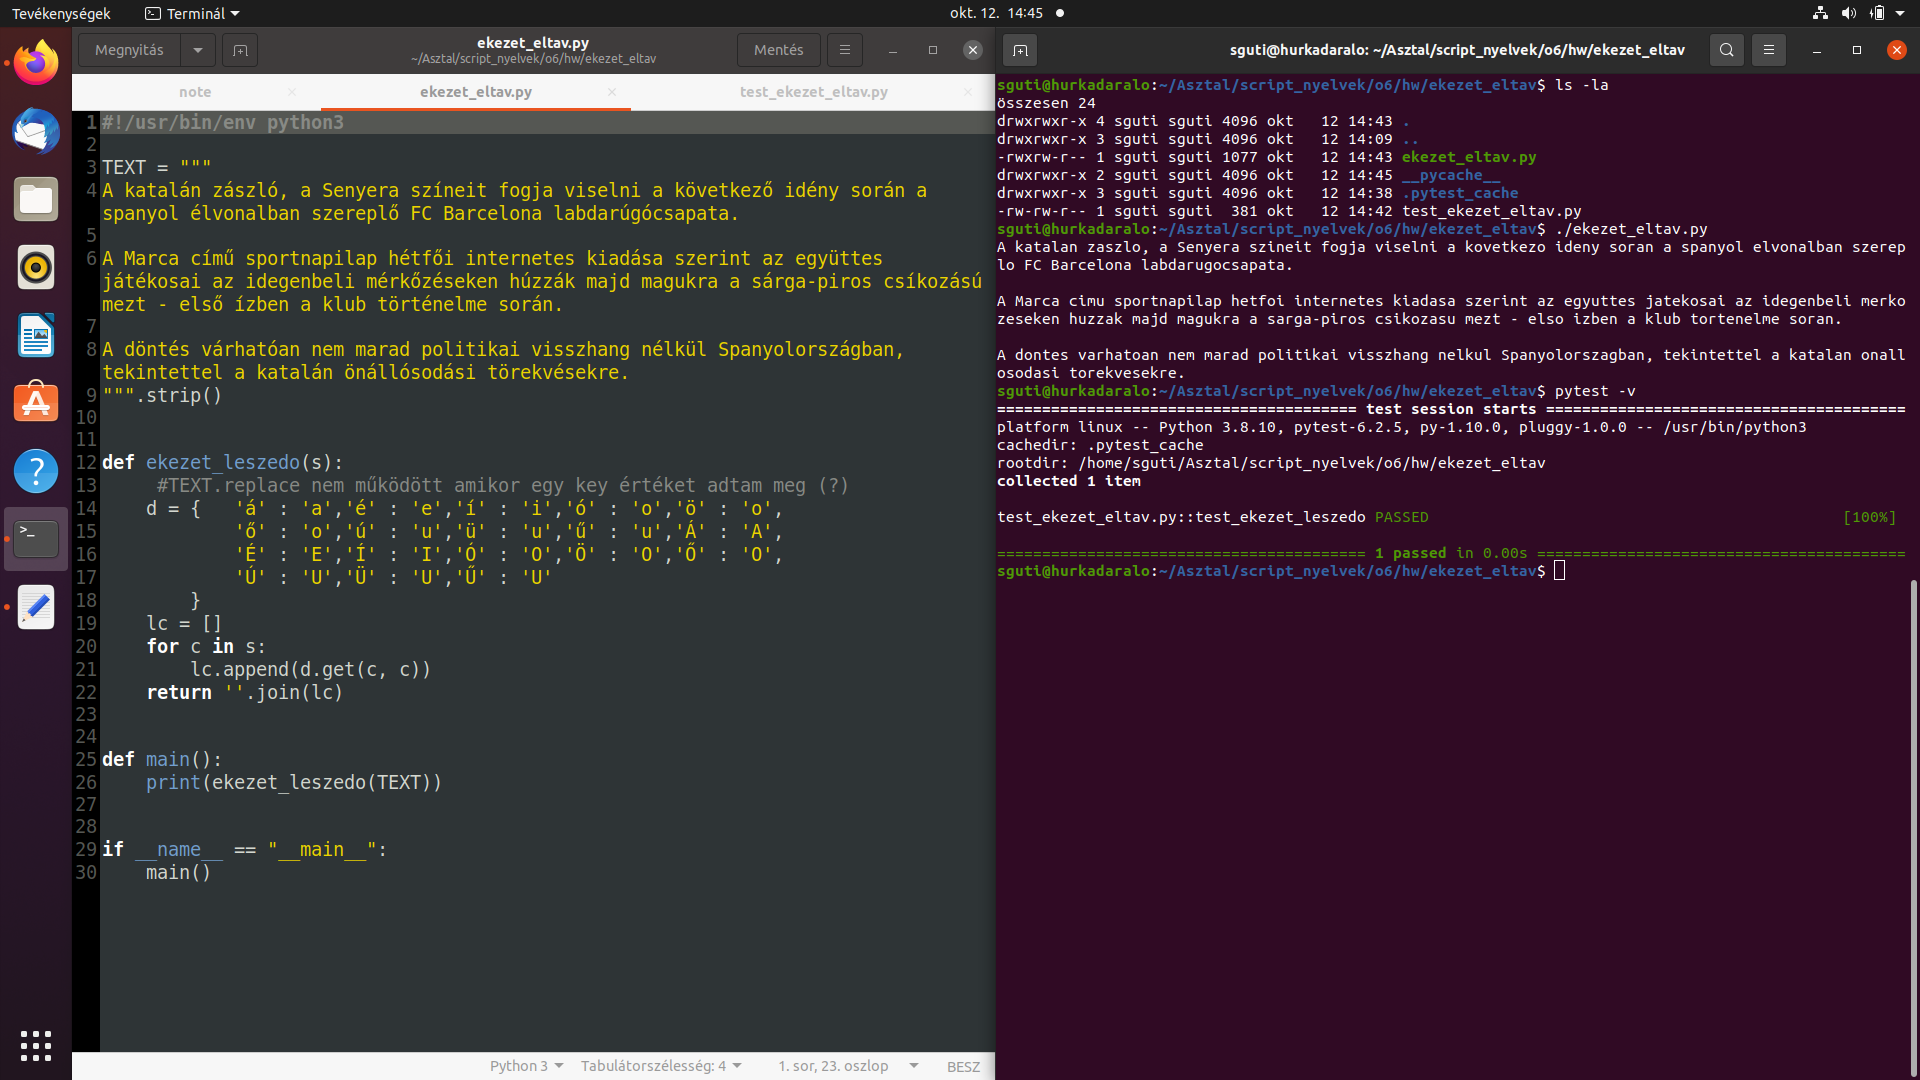 Tevékenységek
Terminál
okt. 12. 14:45
Megnyitás
ekezet_eltav.py
~/Asztal/script_nyelvek/o6/hw/ekezet_eltav
Mentés
note
ekezet_eltav.py
test_ekezet_eltav.py
1 #!/usr/bin/env python3
2
3 TEXT = """
4 A katalán zászló, a Senyera színeit fogja viselni a következő idény során a
spanyol élvonalban szereplő FC Barcelona labdarúgócsapata.
5
6 A Marca című sportnapilap hétfői internetes kiadása szerint az együttes
játékosai az idegenbeli mérkőzéseken húzzák majd magukra a sárga-piros csíkozású
mezt - első ízben a klub történelme során.
7
8 A döntés várhatóan nem marad politikai visszhang nélkül Spanyolországban,
tekintettel a katalán önállósodási törekvésekre.
9 """.strip()
10
11
12 def ekezet_leszedo(s):
13      #TEXT.replace nem működött amikor egy key értéket adtam meg (?)
14     d = {   'á' : 'a','é' : 'e','í' : 'i','ó' : 'o','ö' : 'o',
15             'ő' : 'o','ú' : 'u','ü' : 'u','ű' : 'u','Á' : 'A',
16             'É' : 'E','Í' : 'I','Ó' : 'O','Ö' : 'O','Ő' : 'O',
17             'Ú' : 'U','Ü' : 'U','Ű' : 'U'
18         }
19     lc = []
20     for c in s:
21         lc.append(d.get(c, c))
22     return ''.join(lc)
23
24
25 def main():
26     print(ekezet_leszedo(TEXT))
27
28
29 if __name__ == "__main__":
30     main()
Python 3
Tabulátorszélesség: 4
1. sor, 23. oszlop
BESZ
sguti@hurkadaralo: ~/Asztal/script_nyelvek/o6/hw/ekezet_eltav
sguti@hurkadaralo:~/Asztal/script_nyelvek/o6/hw/ekezet_eltav$ ls -la
összesen 24
drwxrwxr-x 4 sguti sguti 4096 okt   12 14:43 .
drwxrwxr-x 3 sguti sguti 4096 okt   12 14:09 ..
-rwxrw-r-- 1 sguti sguti 1077 okt   12 14:43 ekezet_eltav.py
drwxrwxr-x 2 sguti sguti 4096 okt   12 14:45 __pycache__
drwxrwxr-x 3 sguti sguti 4096 okt   12 14:38 .pytest_cache
-rw-rw-r-- 1 sguti sguti  381 okt   12 14:42 test_ekezet_eltav.py
sguti@hurkadaralo:~/Asztal/script_nyelvek/o6/hw/ekezet_eltav$ ./ekezet_eltav.py
A katalan zaszlo, a Senyera szineit fogja viselni a kovetkezo ideny soran a spanyol elvonalban szerep
lo FC Barcelona labdarugocsapata.
A Marca cimu sportnapilap hetfoi internetes kiadasa szerint az egyuttes jatekosai az idegenbeli merko
zeseken huzzak majd magukra a sarga-piros csikozasu mezt - elso izben a klub tortenelme soran.
A dontes varhatoan nem marad politikai visszhang nelkul Spanyolorszagban, tekintettel a katalan onall
osodasi torekvesekre.
sguti@hurkadaralo:~/Asztal/script_nyelvek/o6/hw/ekezet_eltav$ pytest -v
======================================== test session starts ========================================
platform linux -- Python 3.8.10, pytest-6.2.5, py-1.10.0, pluggy-1.0.0 -- /usr/bin/python3
cachedir: .pytest_cache
rootdir: /home/sguti/Asztal/script_nyelvek/o6/hw/ekezet_eltav
collected 1 item
test_ekezet_eltav.py::test_ekezet_leszedo PASSED [100%]
========================================= 1 passed in 0.00s =========================================
sguti@hurkadaralo:~/Asztal/script_nyelvek/o6/hw/ekezet_eltav$